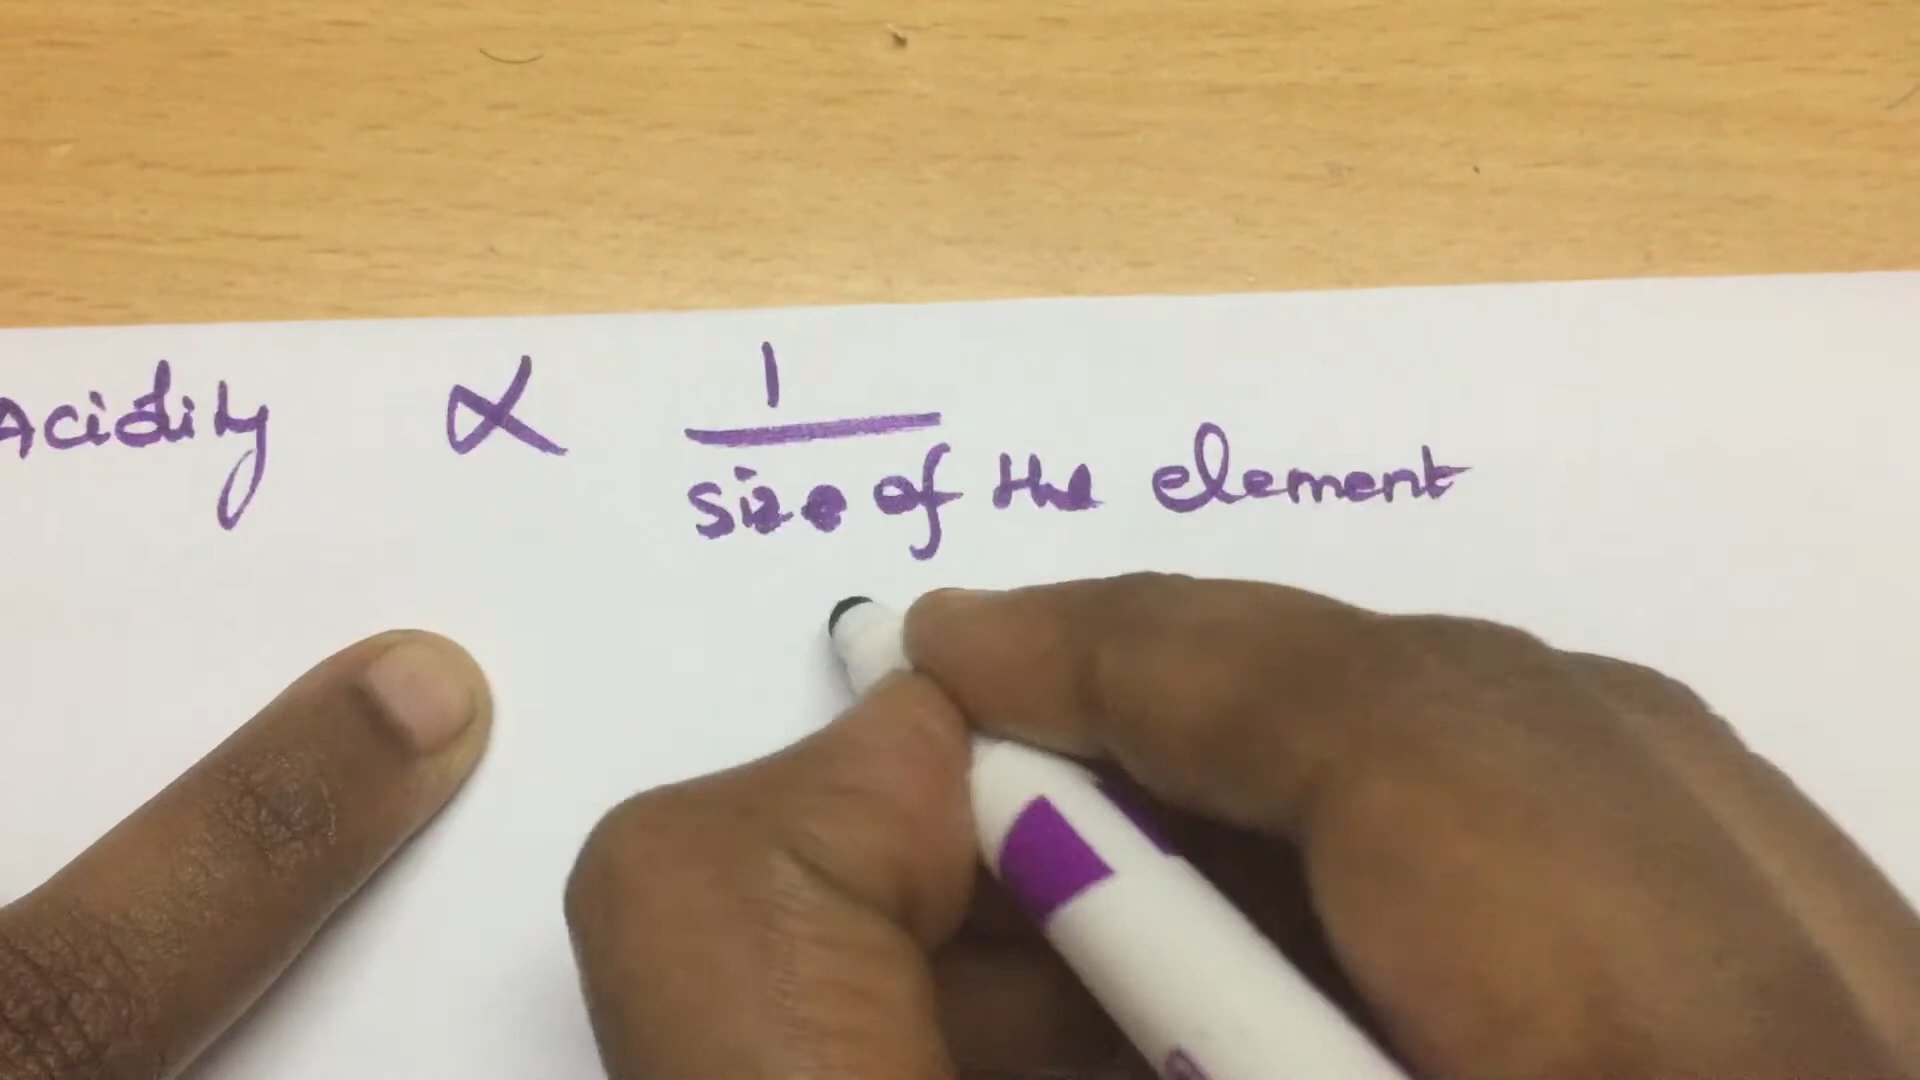 Acidity ∝ 1
size of the element